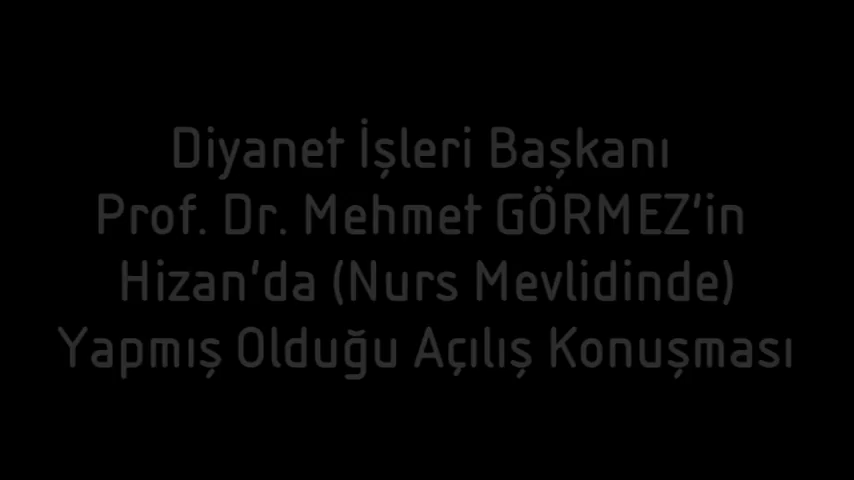 Diyanet İşleri Başkanı
Prof. Dr. Mehmet GÖRMEZ'in
Hizan'da (Nurs Mevlidinde)
Yapmış Olduğu Açılış Konuşması